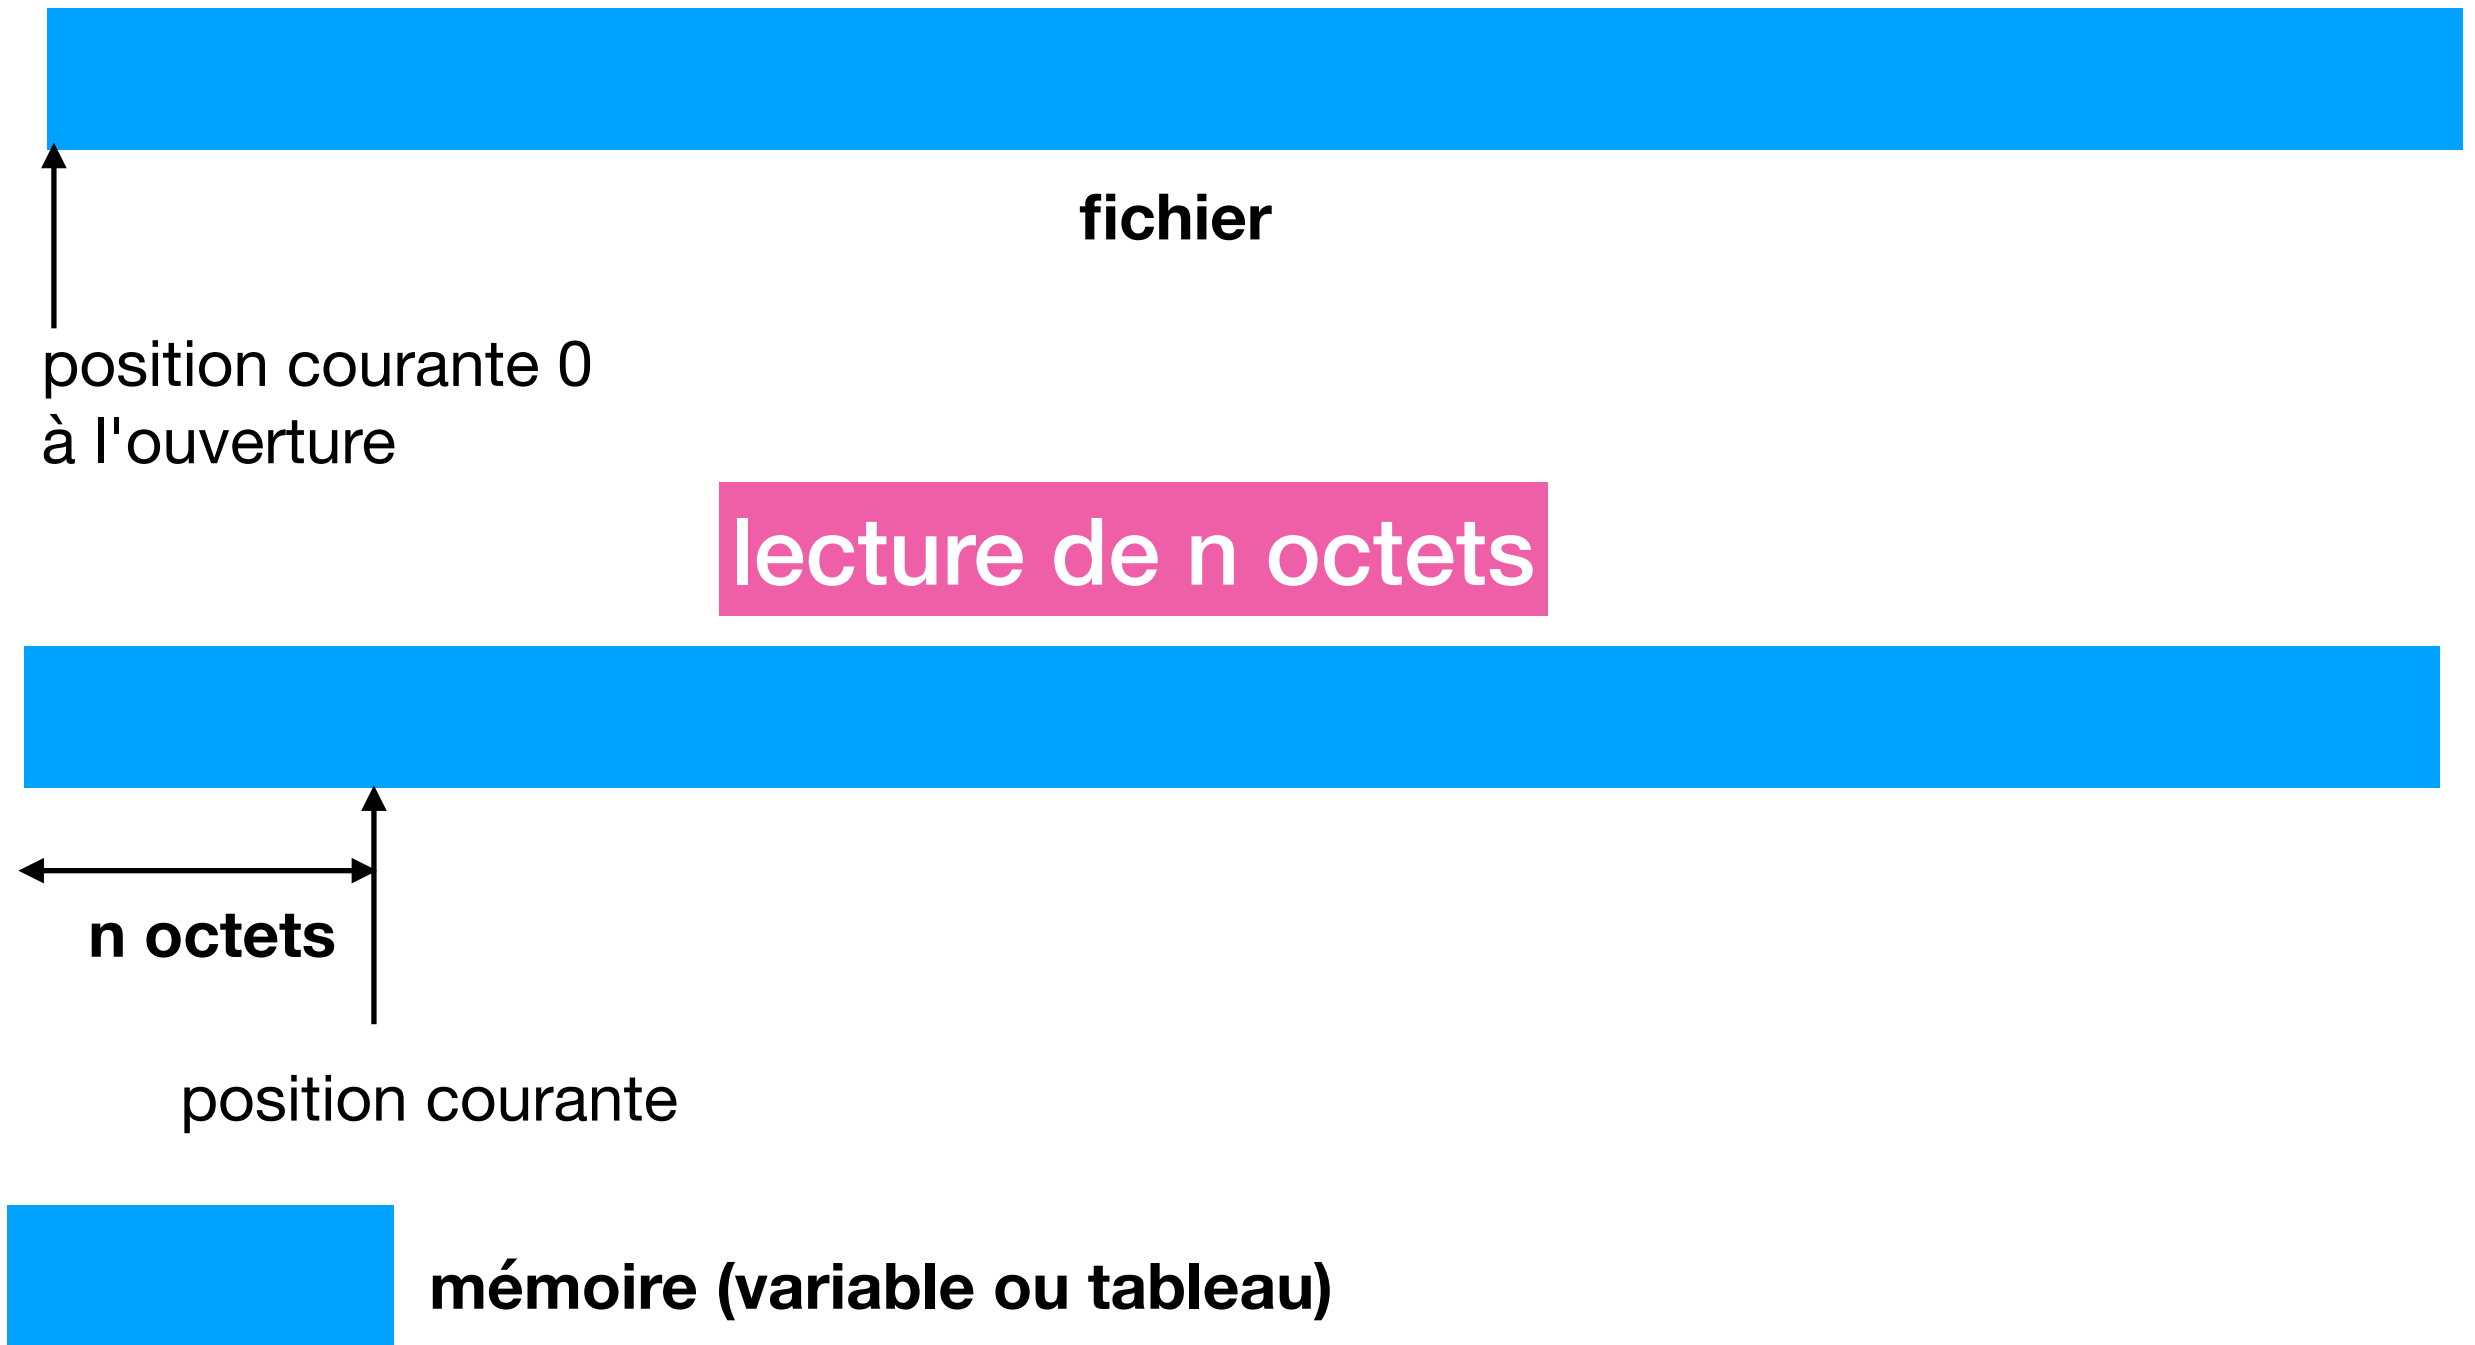 fichier
position courante 0
à l'ouverture
lecture de n octets
n octets
position courante
mémoire (variable ou tableau)